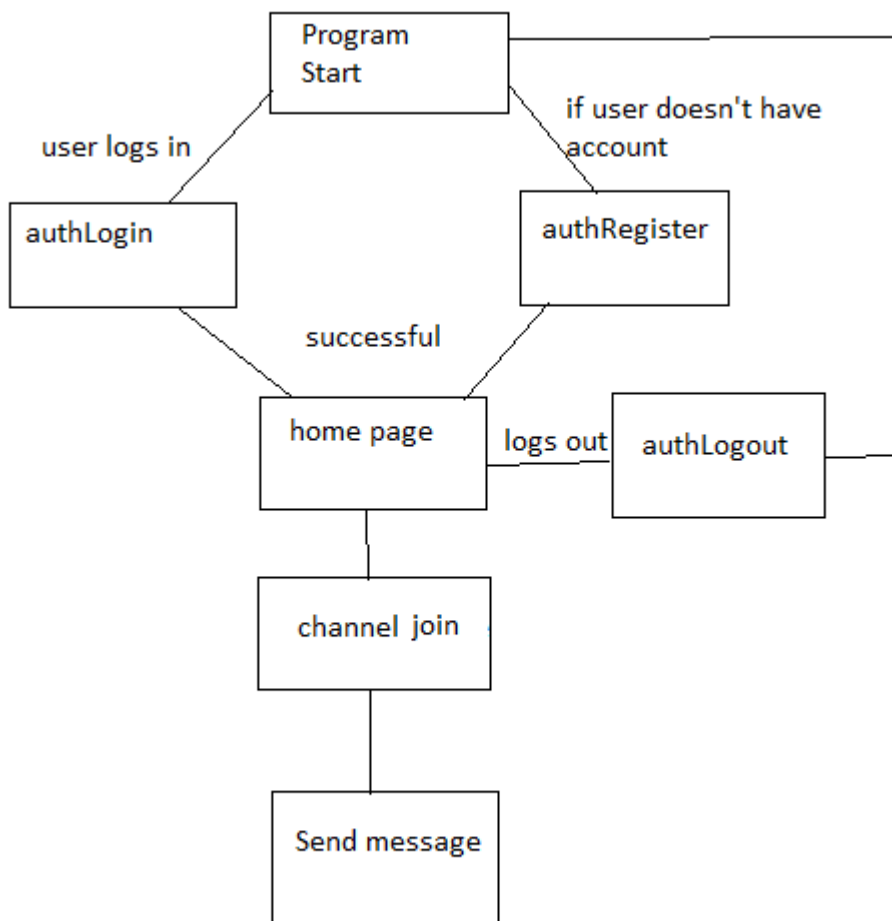 Program
Start
user logs in
if user doesn't have
account
authLogin
authRegister
successful
home page
logs out
authLogout
channel join
Send message